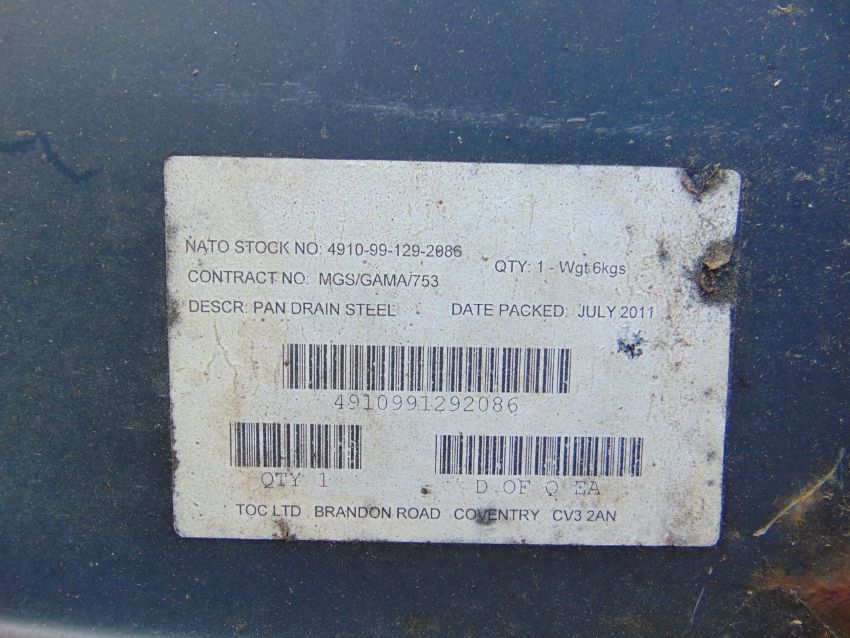 NATO STOCK NO: 4910-99-129-2086
QTY: 1 - Wgt 6kgs
CONTRACT NO: MGS/GAMA/753
DESCR: PAN DRAIN STEEL DATE PACKED: JULY 2011
4910991292086
QTY 1 D OF Q EA
TOC LTD BRANDON ROAD COVENTRY CV3 2AN